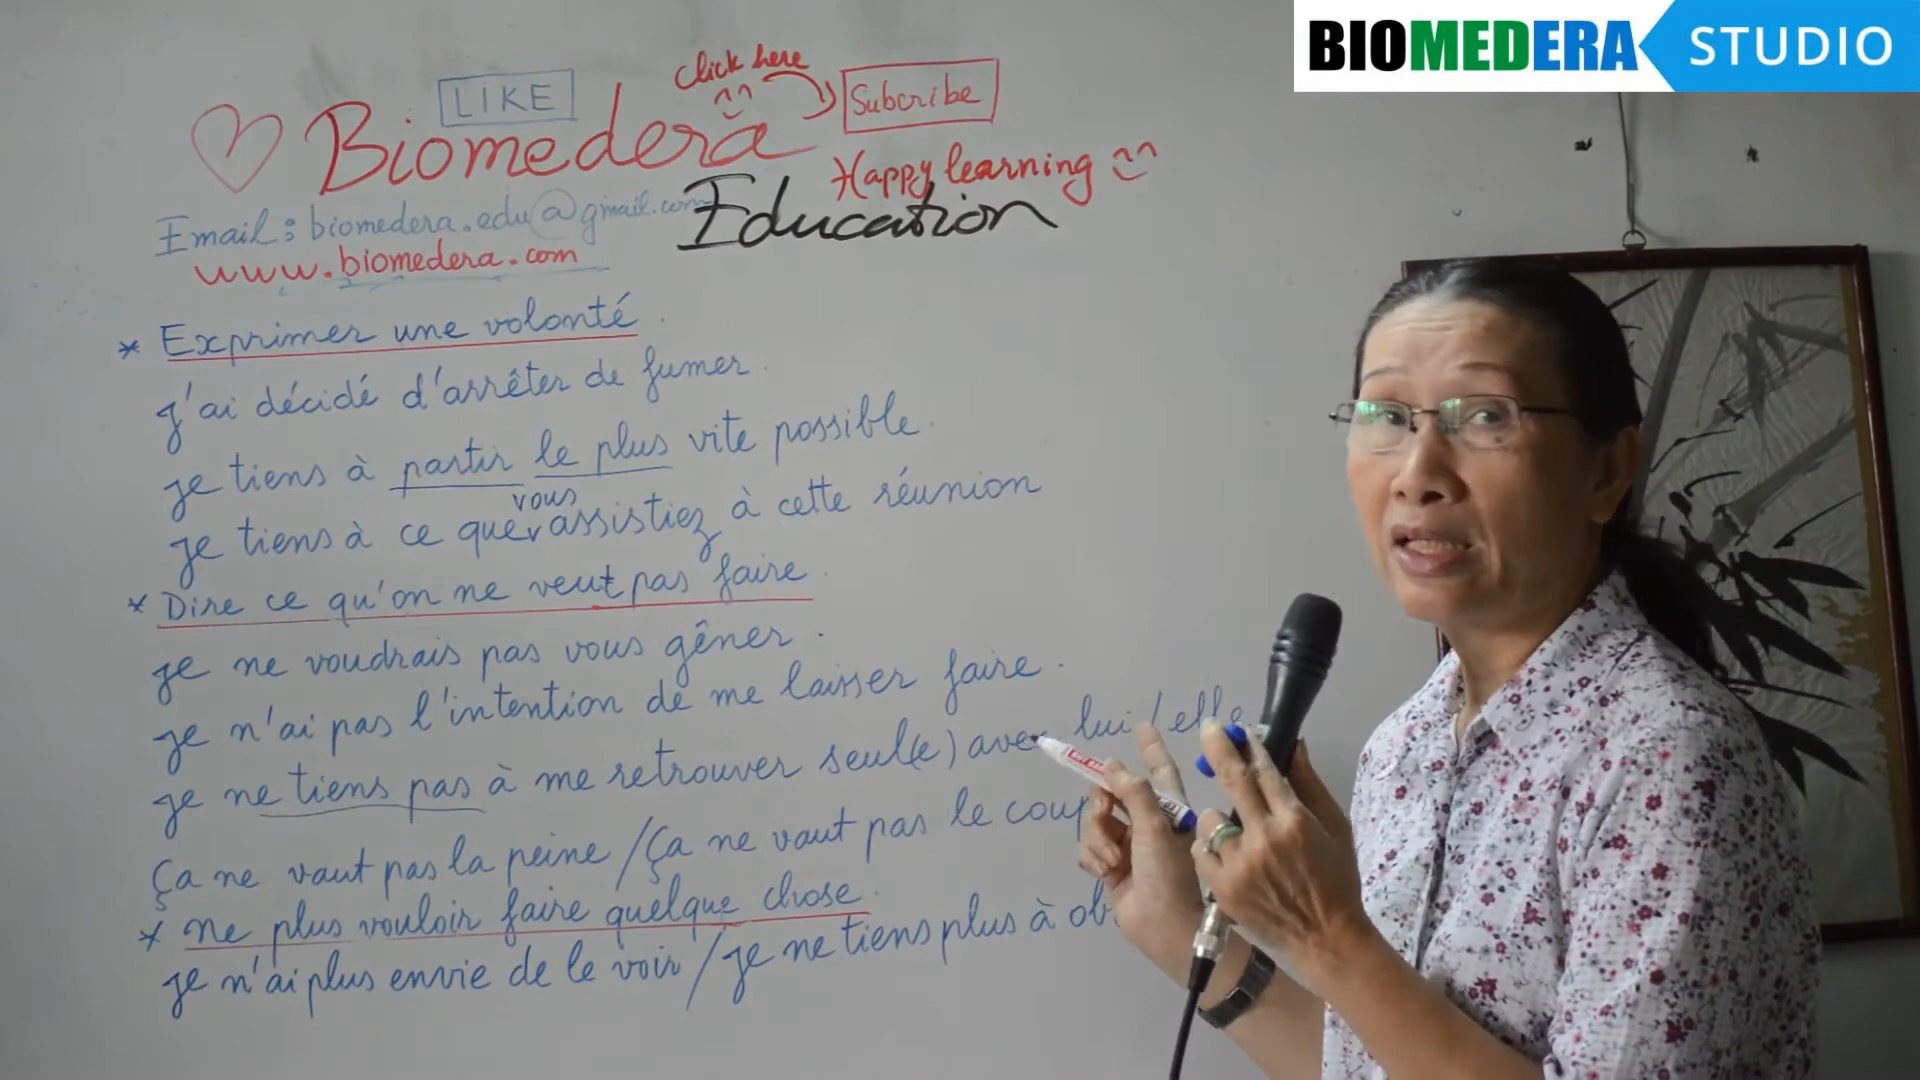 BIOMEDERA STUDIO
click here
LIKE
Subcribe
Biomedera
Happy learning
Education
Email: biomedera.edu@gmail.com
www.biomedera.com
* Exprimer une volonté.
j'ai décidé d'arrêter de fumer.
je tiens à partir le plus vite possible.
vous
je tiens à ce que assistiez à cette réunion
* Dire ce qu'on ne veut pas faire.
je ne voudrais pas vous gêner.
je n'ai pas l'intention de me laisser faire.
je ne tiens pas à me retrouver seul(e) avec lui/elle
Ça ne vaut pas la peine / Ça ne vaut pas le coup
* Ne plus vouloir faire quelque chose.
je n'ai plus envie de le voir / je ne tiens plus à